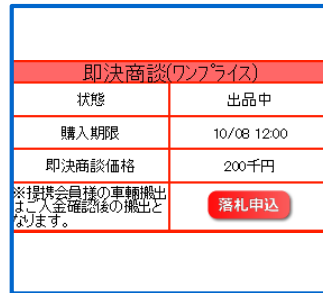 即決商談(ワンプライス)
状態
出品中
購入期限
10/08 12:00
即決商談価格
200千円
※提携会員様の車輌搬出
はご入金確認後の搬出と
なります。
落札申込